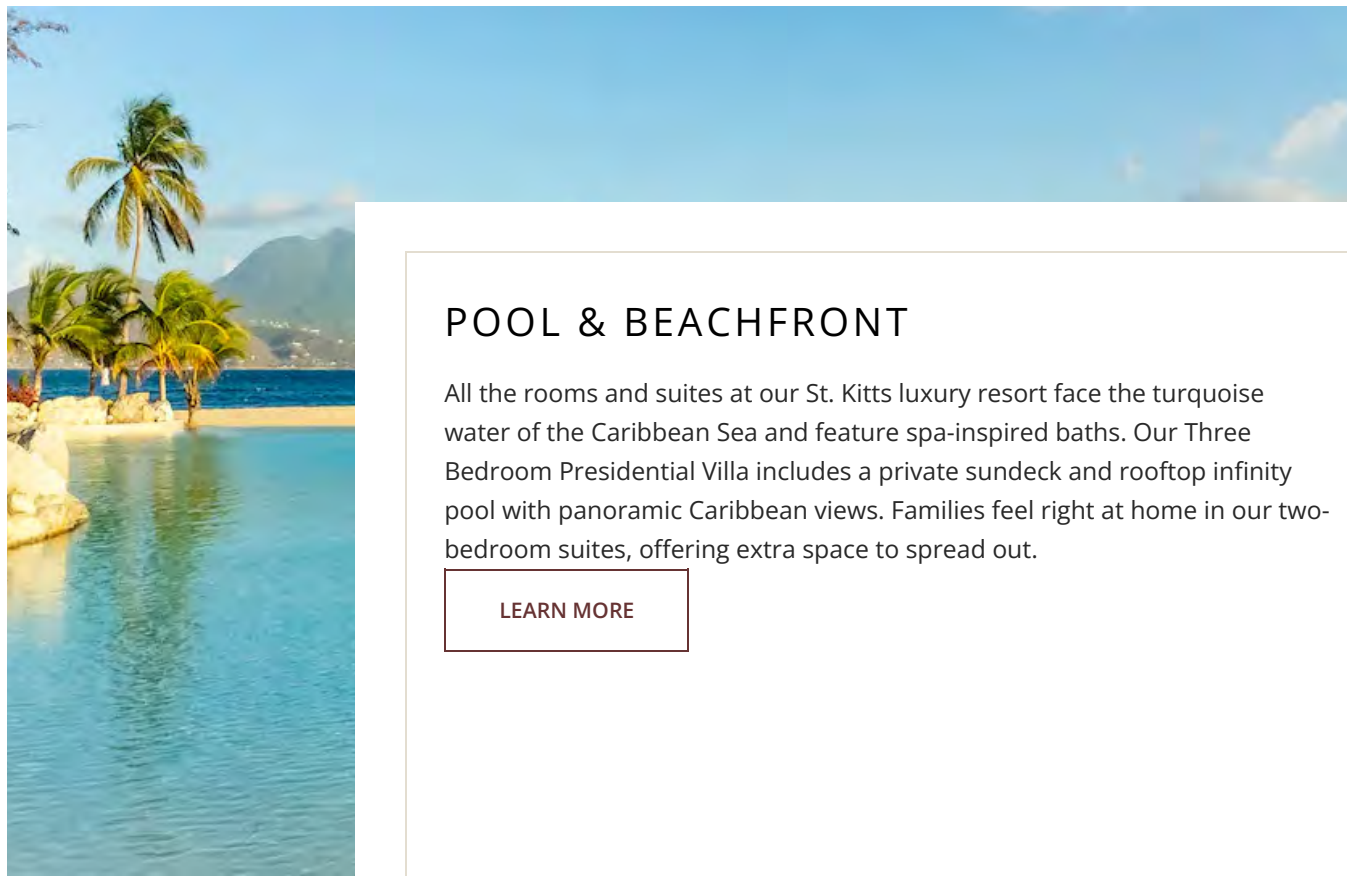 POOL & BEACHFRONT
All the rooms and suites at our St. Kitts luxury resort face the turquoise
water of the Caribbean Sea and feature spa-inspired baths. Our Three
Bedroom Presidential Villa includes a private sundeck and rooftop infinity
pool with panoramic Caribbean views. Families feel right at home in our two-
bedroom suites, offering extra space to spread out.
LEARN MORE